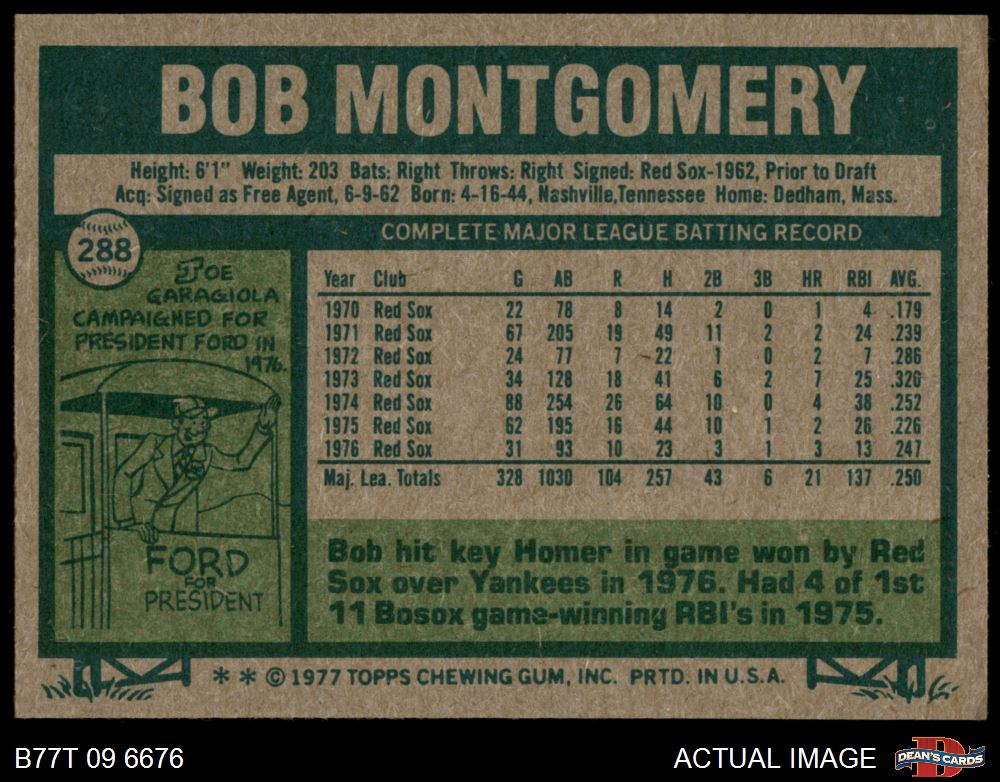 BOB MONTGOMERY
Height: 6'1" Weight: 203 Bats: Right Throws: Right Signed: Red Sox-1962, Prior to Draft
Acq: Signed as Free Agent, 6-9-62 Born: 4-16-44, Nashville,Tennessee Home: Dedham, Mass.
288
JOE
GARAGIOLA
CAMPAIGNED FOR
PRESIDENT FORD IN
1976.
FORD
FOR
PRESIDENT
COMPLETE MAJOR LEAGUE BATTING RECORD
Year Club G AB R H 2B 3B HR RBI AVG.
1970 Red Sox 22 78 8 14 2 0 1 4 .179
1971 Red Sox 67 205 19 49 11 2 2 24 .239
1972 Red Sox 24 77 7 22 1 0 2 7 .286
1973 Red Sox 34 128 18 41 6 2 7 25 .320
1974 Red Sox 88 254 26 64 10 0 4 38 .252
1975 Red Sox 62 195 16 44 10 1 2 26 .226
1976 Red Sox 31 93 10 23 3 1 3 13 .247
Maj. Lea. Totals 328 1030 104 257 43 6 21 137 .250
Bob hit key Homer in game won by Red
Sox over Yankees in 1976. Had 4 of 1st
11 Bosox game-winning RBI's in 1975.
* * © 1977 TOPPS CHEWING GUM, INC. PRTD. IN U.S.A.
B77T 09 6676
ACTUAL IMAGE
D
DEAN'S CARDS